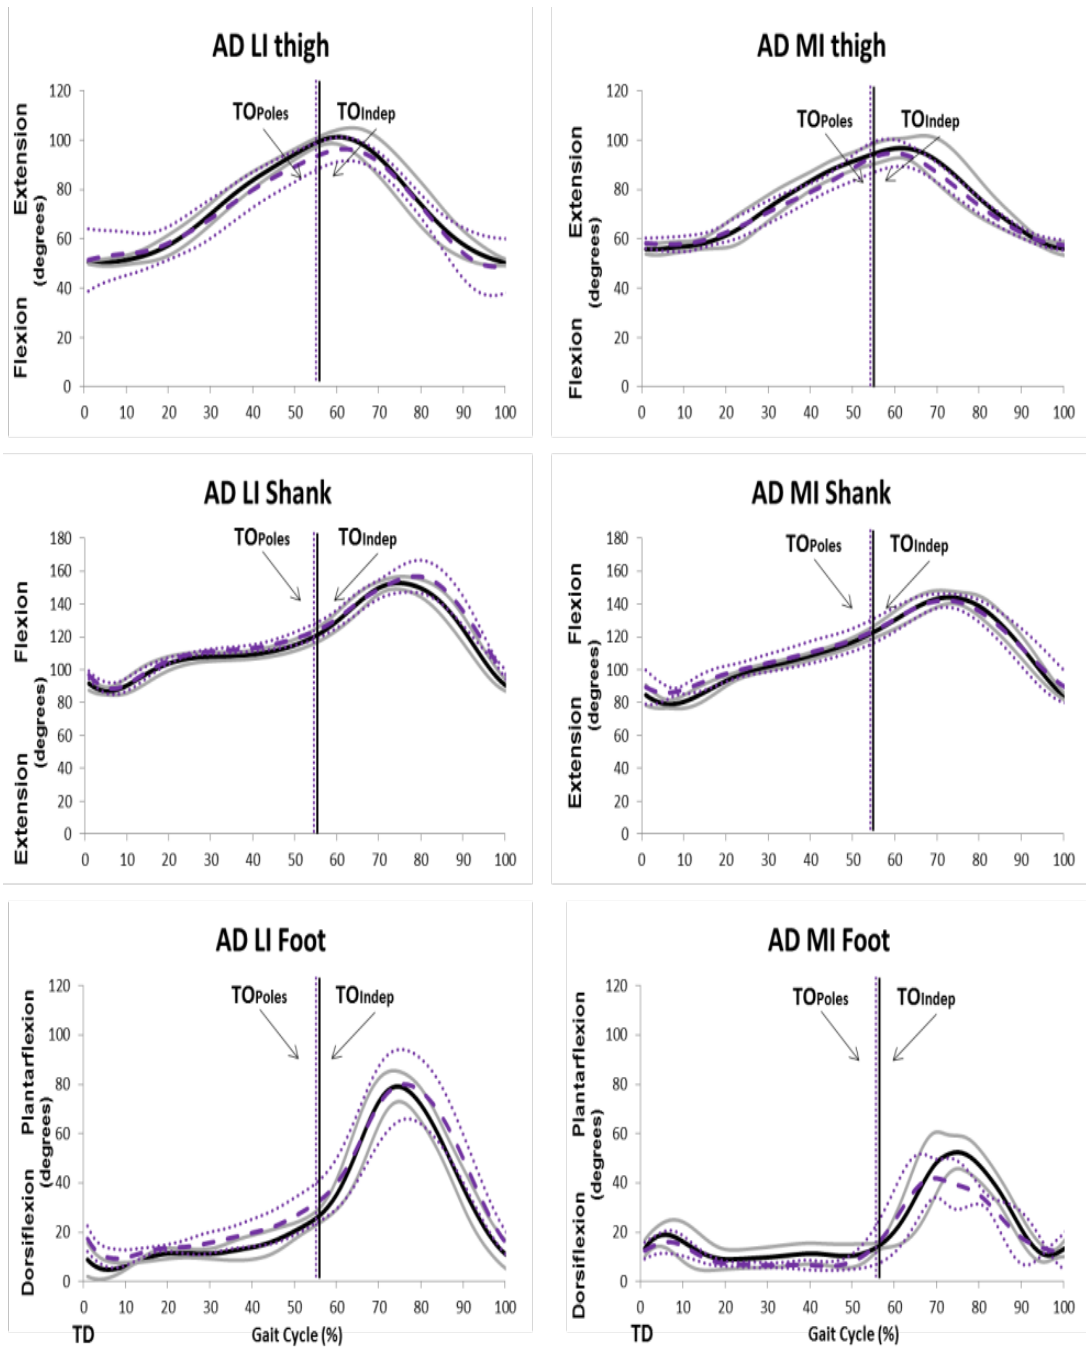 AD LI thigh
Extension
(degrees)
Flexion
120
100
80
60
40
20
0
TOPoles
TOIndep
0 10 20 30 40 50 60 70 80 90 100
AD MI thigh
Extension
(degrees)
Flexion
120
100
80
60
40
20
0
TOPoles
TOIndep
0 10 20 30 40 50 60 70 80 90 100
AD LI Shank
Flexion
(degrees)
Extension
180
160
140
120
100
80
60
40
20
0
TOPoles
TOIndep
0 10 20 30 40 50 60 70 80 90 100
AD MI Shank
Flexion
(degrees)
Extension
180
160
140
120
100
80
60
40
20
0
TOPoles
TOIndep
0 10 20 30 40 50 60 70 80 90 100
AD LI Foot
Plantarflexion
(degrees)
Dorsiflexion
120
100
80
60
40
20
0
TOPoles
TOIndep
0 10 20 30 40 50 60 70 80 90 100
TD
Gait Cycle (%)
AD MI Foot
Plantarflexion
(degrees)
Dorsiflexion
120
100
80
60
40
20
0
TOPoles
TOIndep
0 10 20 30 40 50 60 70 80 90 100
TD
Gait Cycle (%)